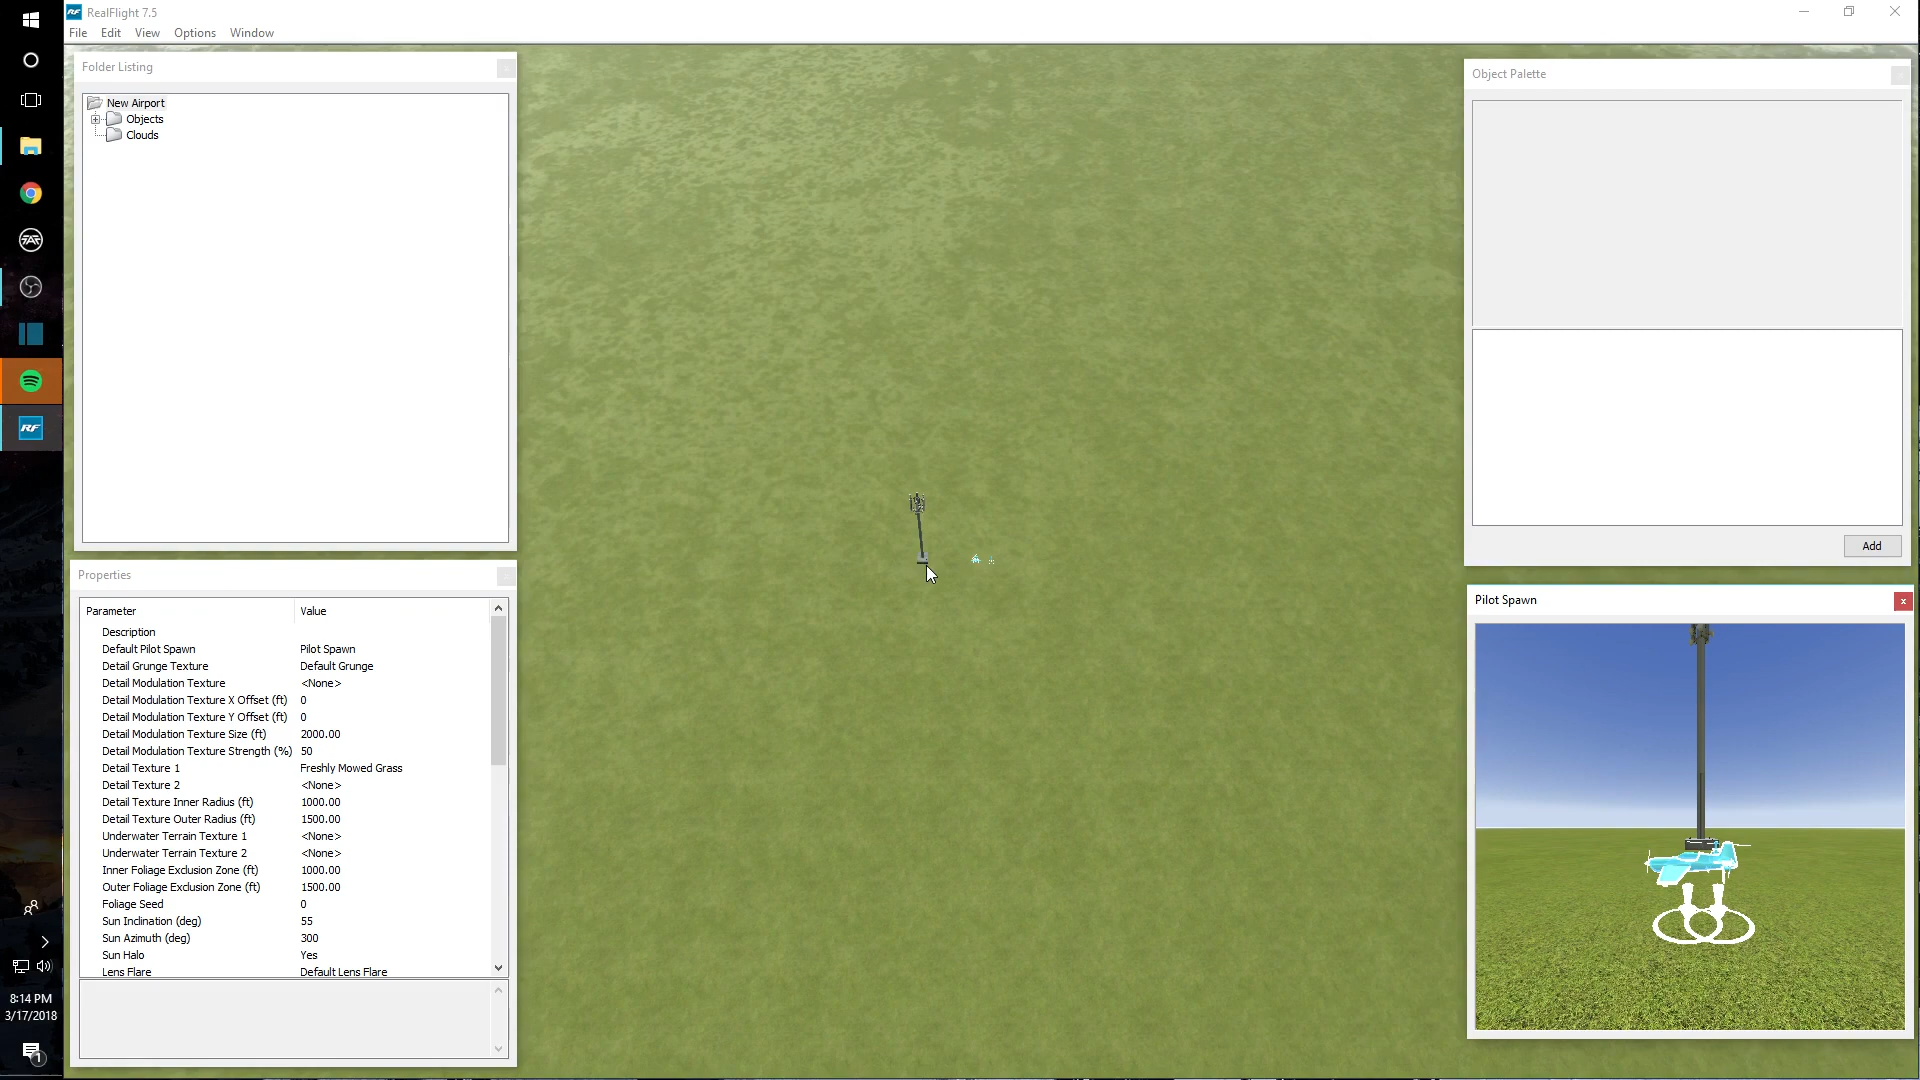 RF RealFlight 7.5
File Edit View Options Window
Folder Listing
New Airport
Objects
Clouds
Properties
Parameter Value
Description
Default Pilot Spawn Pilot Spawn
Detail Grunge Texture Default Grunge
Detail Modulation Texture <None>
Detail Modulation Texture X Offset (ft) 0
Detail Modulation Texture Y Offset (ft) 0
Detail Modulation Texture Size (ft) 2000.00
Detail Modulation Texture Strength (%) 50
Detail Texture 1 Freshly Mowed Grass
Detail Texture 2 <None>
Detail Texture Inner Radius (ft) 1000.00
Detail Texture Outer Radius (ft) 1500.00
Underwater Terrain Texture 1 <None>
Underwater Terrain Texture 2 <None>
Inner Foliage Exclusion Zone (ft) 1000.00
Outer Foliage Exclusion Zone (ft) 1500.00
Foliage Seed 0
Sun Inclination (deg) 55
Sun Azimuth (deg) 300
Sun Halo Yes
Lens Flare Default Lens Flare
Object Palette
Add
Pilot Spawn
RF
8:14 PM
3/17/2018
1